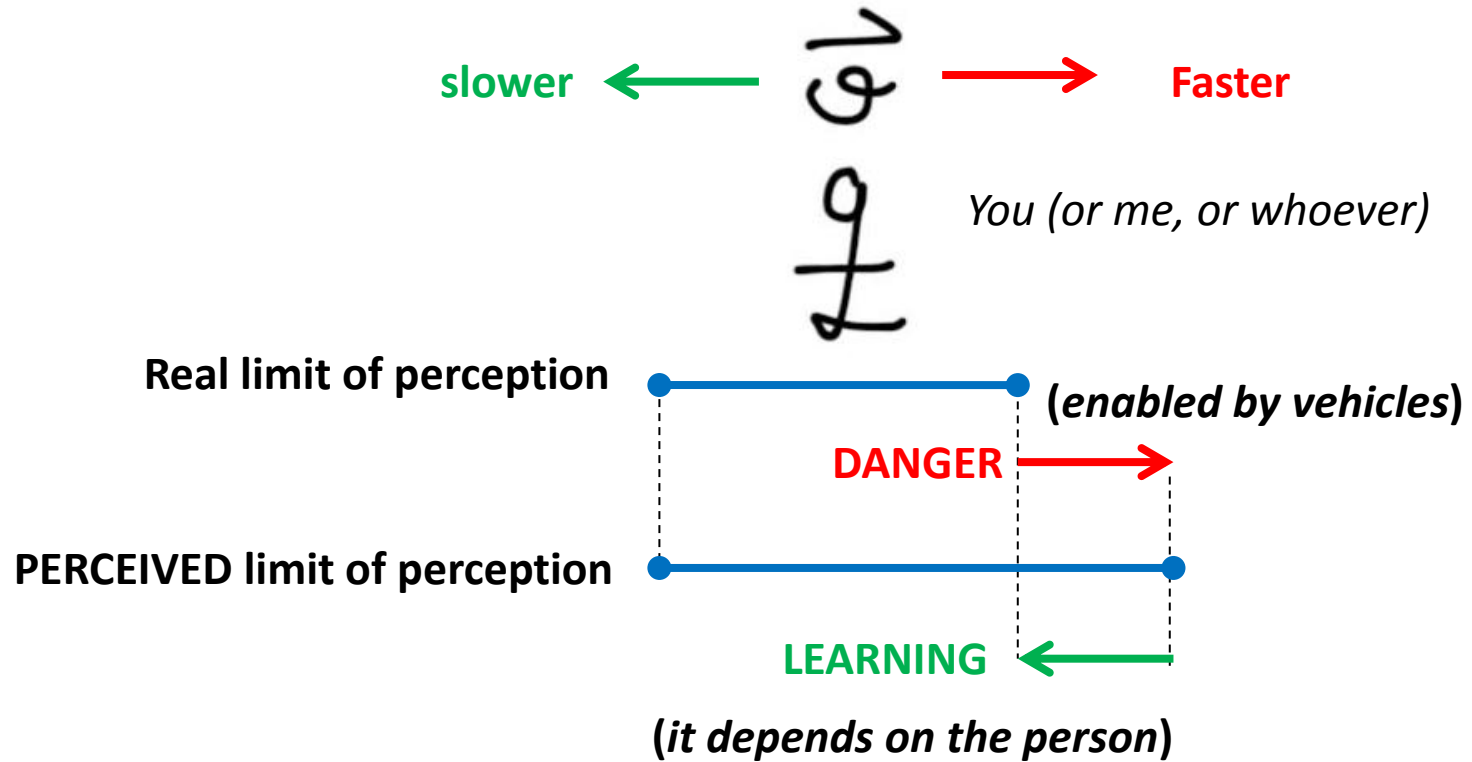 slower
Faster
You (or me, or whoever)
Real limit of perception
(enabled by vehicles)
DANGER
PERCEIVED limit of perception
LEARNING
(it depends on the person)